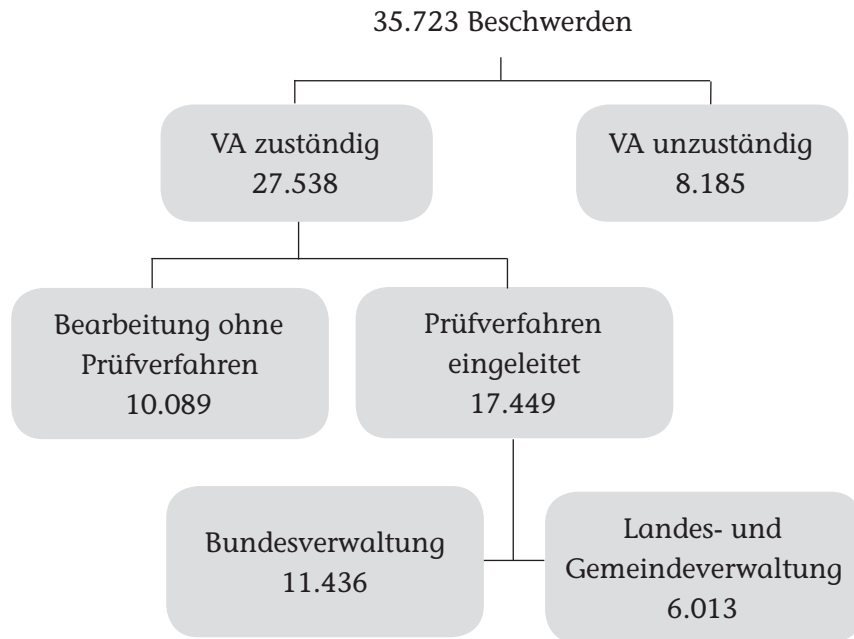 35.723 Beschwerden
VA zuständig
27.538
VA unzuständig
8.185
Bearbeitung ohne
Prüfverfahren
10.089
Prüfverfahren
eingeleitet
17.449
Bundesverwaltung
11.436
Landes- und
Gemeindeverwaltung
6.013